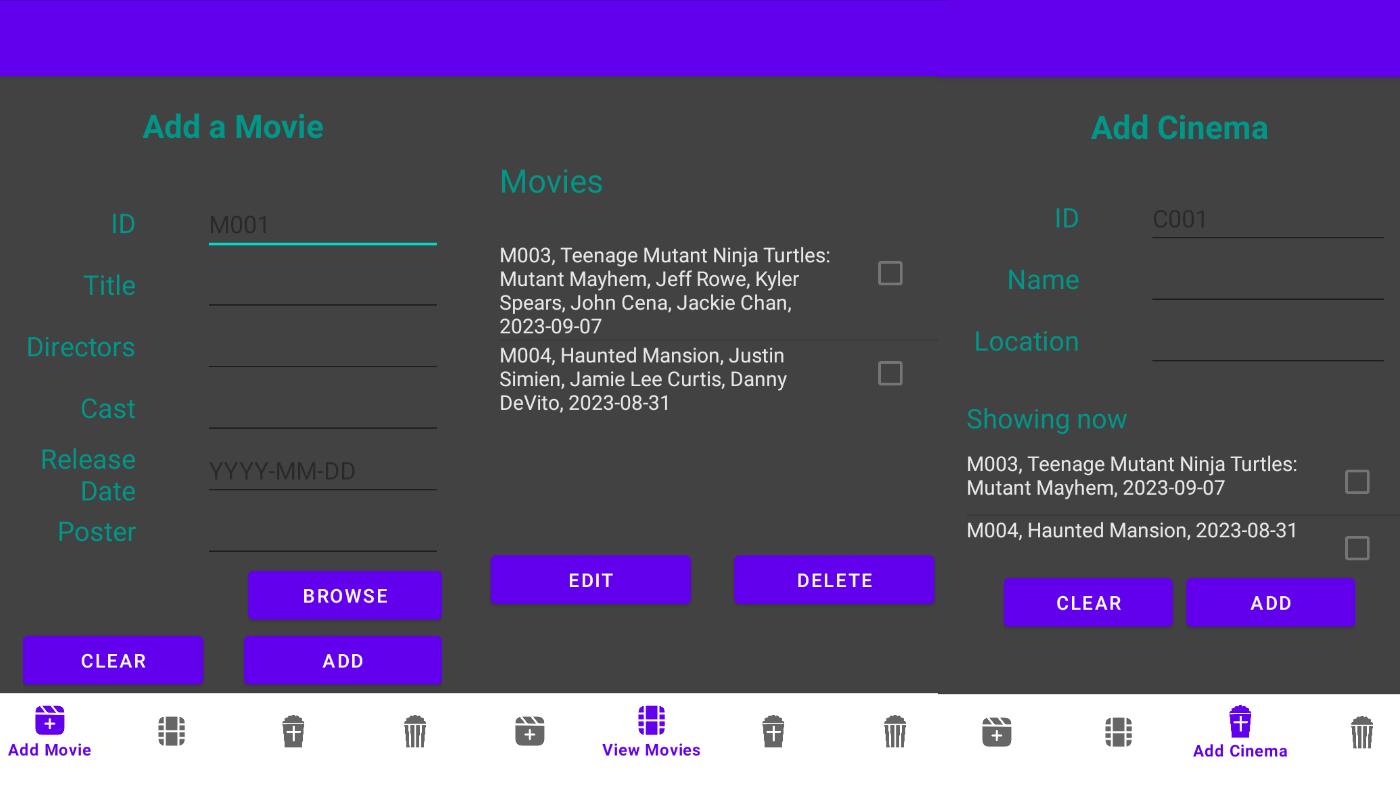 Add a Movie
ID
M001
Title
Directors
Cast
Release
Date
YYYY-MM-DD
Poster
BROWSE
CLEAR
ADD
Add Movie
Movies
M003, Teenage Mutant Ninja Turtles:
Mutant Mayhem, Jeff Rowe, Kyler
Spears, John Cena, Jackie Chan,
2023-09-07
M004, Haunted Mansion, Justin
Simien, Jamie Lee Curtis, Danny
DeVito, 2023-08-31
EDIT
DELETE
View Movies
Add Cinema
ID
C001
Name
Location
Showing now
M003, Teenage Mutant Ninja Turtles:
Mutant Mayhem, 2023-09-07
M004, Haunted Mansion, 2023-08-31
CLEAR
ADD
Add Cinema